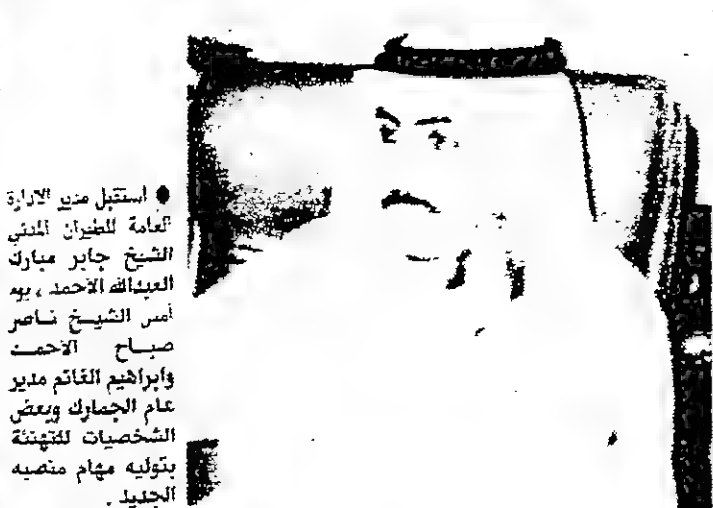 ● استقبل مدير الادارة
العامة للطيران المدني
الشيخ جابر مبارك
العبدالله الاحمد ، يوم
أمس الشيخ ناصر
صباح الاحمد
وابراهيم الغانم مدير
عام الجمارك وبعض
الشخصيات للتهنئة
بتوليه مهام منصبه
الجديد .